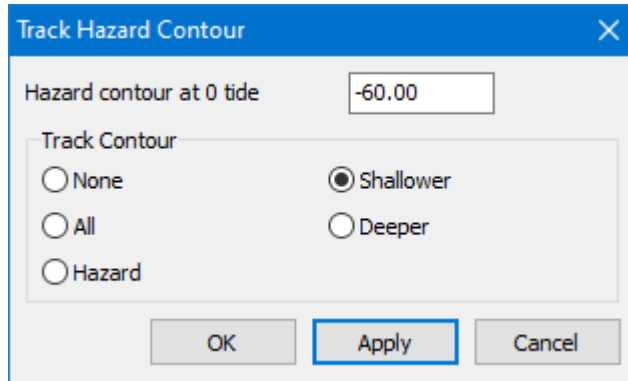 Track Hazard Contour
Hazard contour at 0 tide -60.00
Track Contour
None Shallower
All Deeper
Hazard
OK Apply Cancel